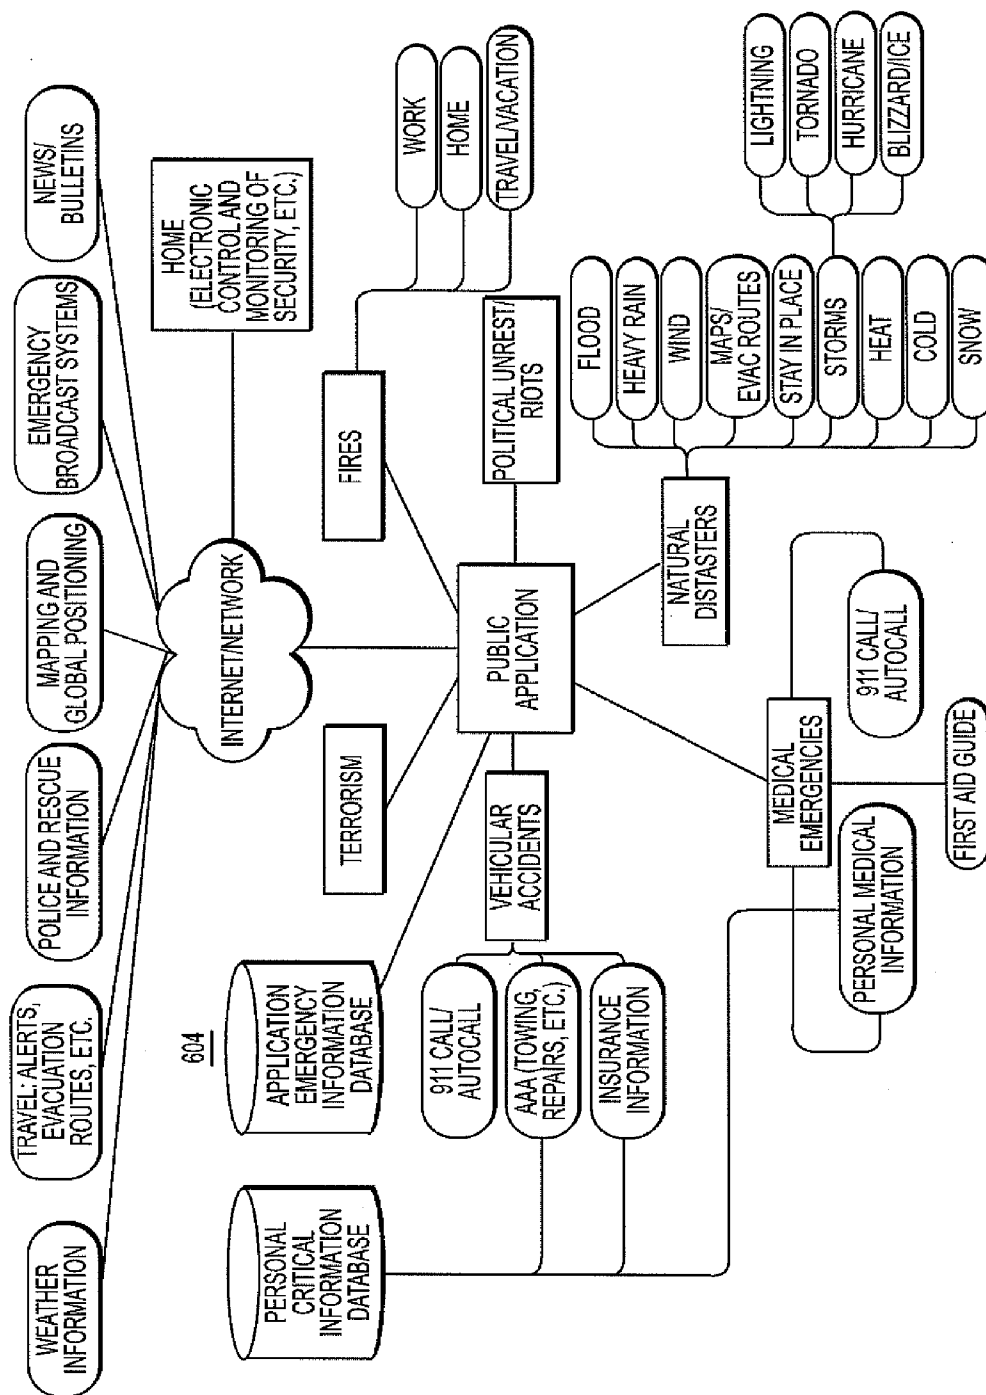 WEATHER
INFORMATION
TRAVEL: ALERTS,
EVACUATION
ROUTES, ETC.
POLICE AND RESCUE
INFORMATION
MAPPING AND
GLOBAL POSITIONING
EMERGENCY
BROADCAST SYSTEMS
NEWS/
BULLETINS
INTERNET/NETWORK
HOME
(ELECTRONIC
CONTROL AND
MONITORING OF
SECURITY, ETC.)
604
PERSONAL
CRITICAL
INFORMATION
DATABASE
APPLICATION
EMERGENCY
INFORMATION
DATABASE
TERRORISM
FIRES
WORK
HOME
TRAVEL/VACATION
911 CALL/
AUTOCALL
AAA (TOWING,
REPAIRS, ETC.)
INSURANCE
INFORMATION
VEHICULAR
ACCIDENTS
PUBLIC
APPLICATION
POLITICAL UNREST/
RIOTS
NATURAL
DISTASTERS
FLOOD
HEAVY RAIN
WIND
MAPS/
EVAC ROUTES
STAY IN PLACE
STORMS
HEAT
COLD
SNOW
LIGHTNING
TORNADO
HURRICANE
BLIZZARD/ICE
MEDICAL
EMERGENCIES
PERSONAL MEDICAL
INFORMATION
911 CALL/
AUTOCALL
FIRST AID GUIDE